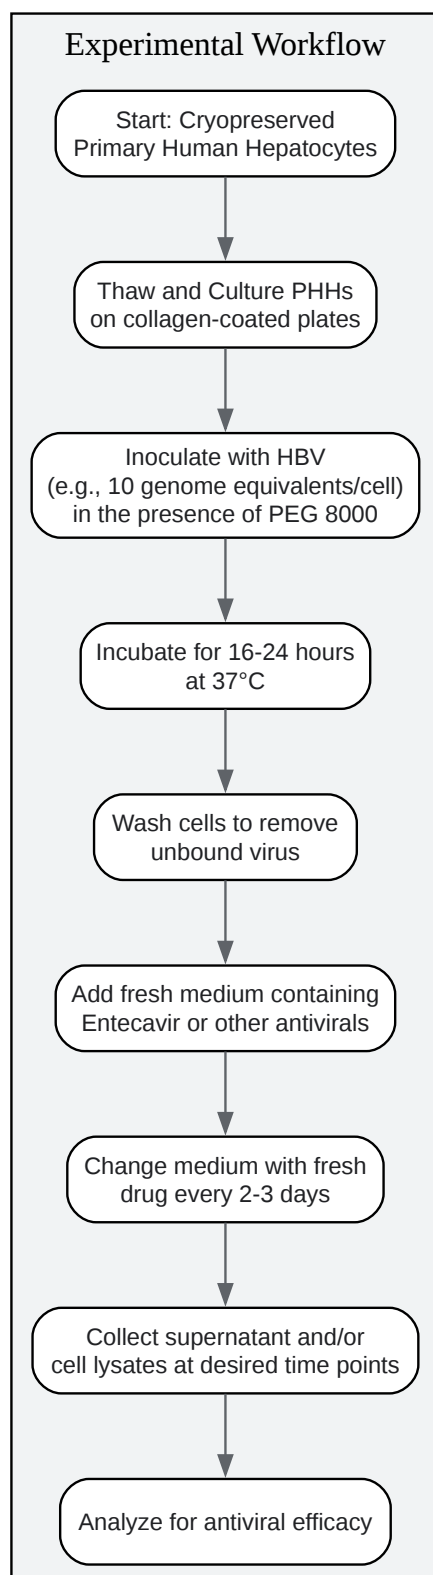 Experimental Workflow
Start: Cryopreserved
Primary Human Hepatocytes
Thaw and Culture PHHs
on collagen-coated plates
Inoculate with HBV
(e.g., 10 genome equivalents/cell)
in the presence of PEG 8000
Incubate for 16-24 hours
at 37°C
Wash cells to remove
unbound virus
Add fresh medium containing
Entecavir or other antivirals
Change medium with fresh
drug every 2-3 days
Collect supernatant and/or
cell lysates at desired time points
Analyze for antiviral efficacy